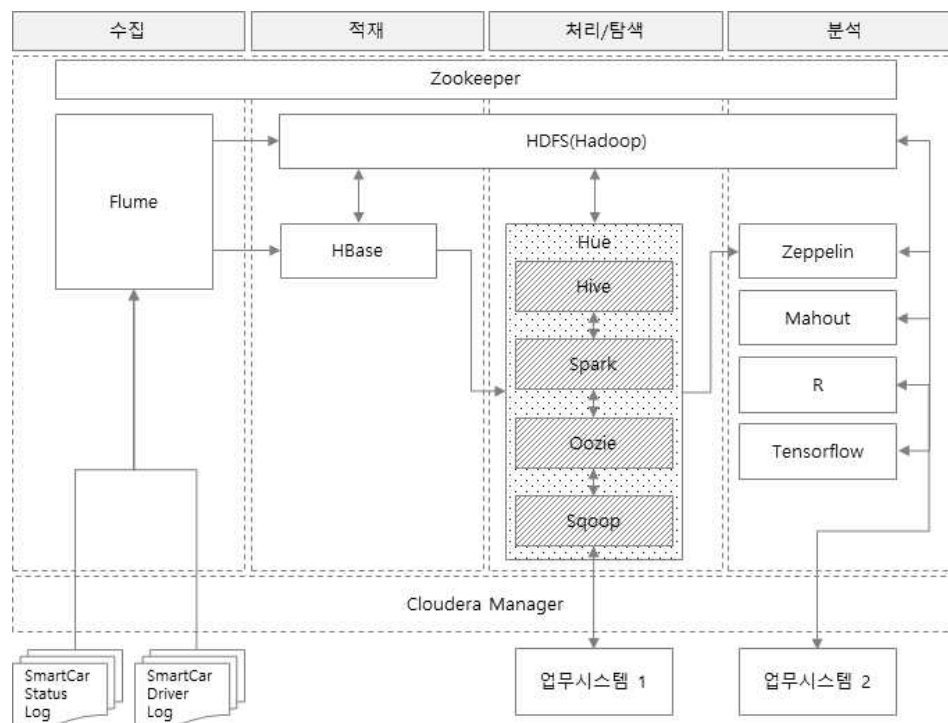 수집
적재
처리/탐색
분석
Zookeeper
HDFS(Hadoop)
Flume
HBase
Hue
Hive
Spark
Oozie
Sqoop
Zeppelin
Mahout
R
Tensorflow
Cloudera Manager
SmartCar
Status
Log
SmartCar
Driver
Log
업무시스템 1
업무시스템 2